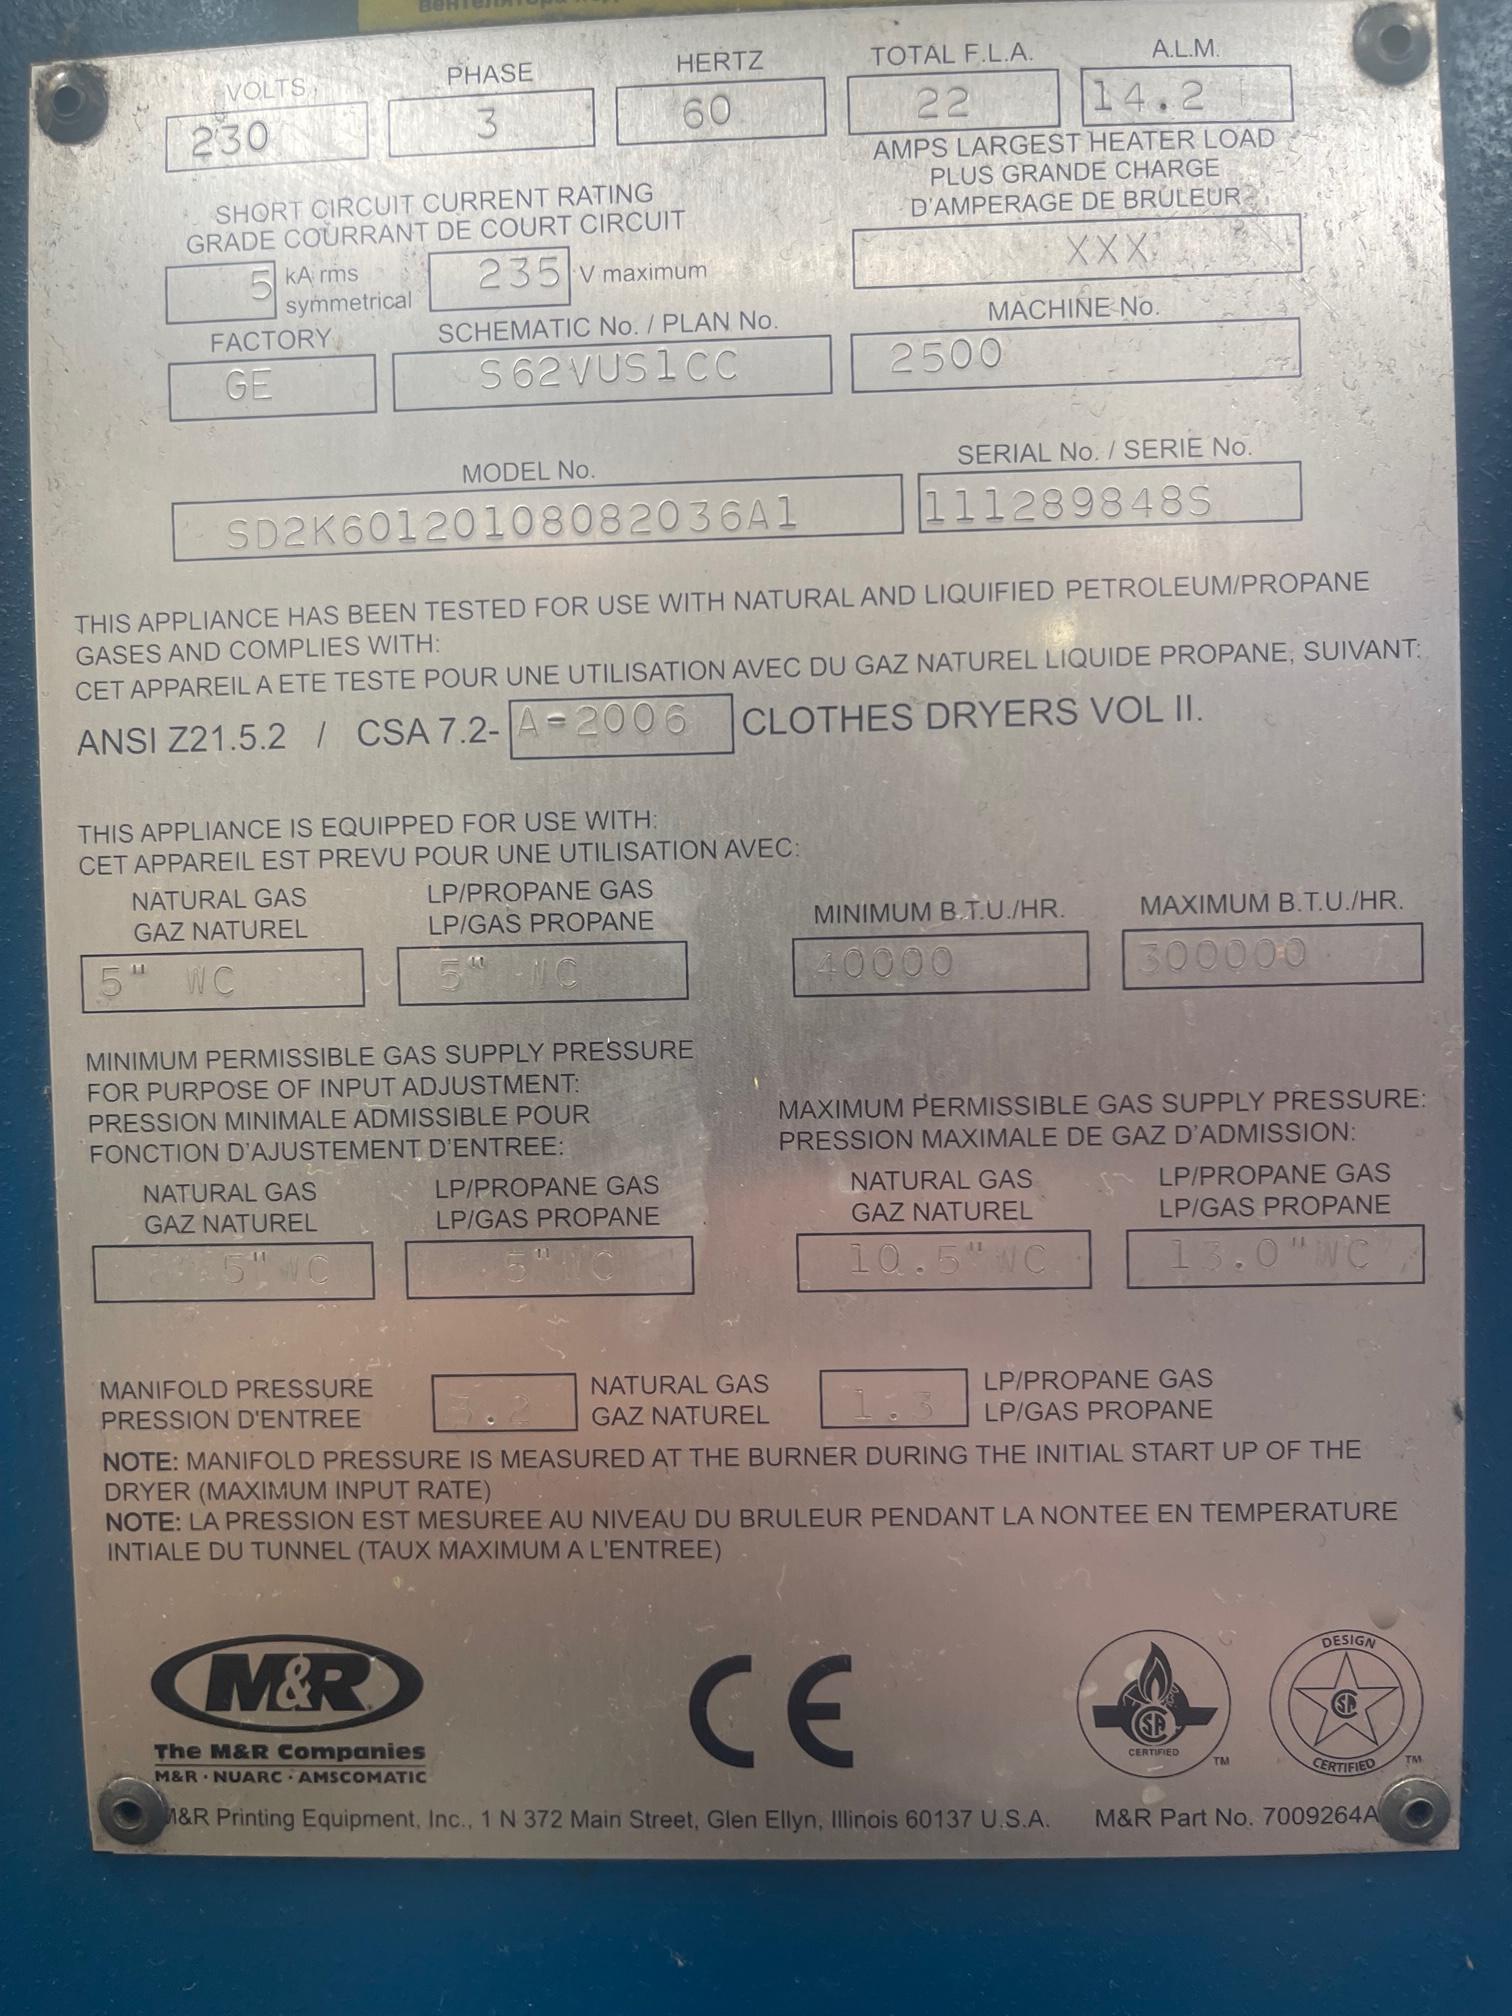 VOLTS
PHASE
HERTZ
TOTAL F.L.A.
A.L.M.
230
3
60
22
14.2
AMPS LARGEST HEATER LOAD
PLUS GRANDE CHARGE
D'AMPERAGE DE BRULEUR
XXX
SHORT CIRCUIT CURRENT RATING
GRADE COURRANT DE COURT CIRCUIT
5 kA rms symmetrical 235 V maximum
FACTORY
SCHEMATIC No. / PLAN No.
MACHINE No.
GE
S62VUS1CC
2500
MODEL No.
SERIAL No. / SERIE No.
SD2K60120108082036A1
111289848S
THIS APPLIANCE HAS BEEN TESTED FOR USE WITH NATURAL AND LIQUIFIED PETROLEUM/PROPANE
GASES AND COMPLIES WITH:
CET APPAREIL A ETE TESTE POUR UNE UTILISATION AVEC DU GAZ NATUREL LIQUIDE PROPANE, SUIVANT:
ANSI Z21.5.2 / CSA 7.2- A-2006 CLOTHES DRYERS VOL II.
THIS APPLIANCE IS EQUIPPED FOR USE WITH:
CET APPAREIL EST PREVU POUR UNE UTILISATION AVEC:
NATURAL GAS
GAZ NATUREL
LP/PROPANE GAS
LP/GAS PROPANE
MINIMUM B.T.U./HR.
MAXIMUM B.T.U./HR.
5" WC
5" WC
40000
300000
MINIMUM PERMISSIBLE GAS SUPPLY PRESSURE
FOR PURPOSE OF INPUT ADJUSTMENT:
PRESSION MINIMALE ADMISSIBLE POUR
FONCTION D'AJUSTEMENT D'ENTREE:
MAXIMUM PERMISSIBLE GAS SUPPLY PRESSURE:
PRESSION MAXIMALE DE GAZ D'ADMISSION:
NATURAL GAS
GAZ NATUREL
LP/PROPANE GAS
LP/GAS PROPANE
NATURAL GAS
GAZ NATUREL
LP/PROPANE GAS
LP/GAS PROPANE
5" WC
5" WC
10.5" WC
13.0" WC
MANIFOLD PRESSURE
PRESSION D'ENTREE
3.2
NATURAL GAS
GAZ NATUREL
1.3
LP/PROPANE GAS
LP/GAS PROPANE
NOTE: MANIFOLD PRESSURE IS MEASURED AT THE BURNER DURING THE INITIAL START UP OF THE
DRYER (MAXIMUM INPUT RATE)
NOTE: LA PRESSION EST MESUREE AU NIVEAU DU BRULEUR PENDANT LA NONTEE EN TEMPERATURE
INTIALE DU TUNNEL (TAUX MAXIMUM A L'ENTREE)
M&R
The M&R Companies
M&R · NUARC · AMSCOMATIC
CE
SA
CERTIFIED
TM
DESIGN
SA
CERTIFIED
TM
M&R Printing Equipment, Inc., 1 N 372 Main Street, Glen Ellyn, Illinois 60137 U.S.A. M&R Part No. 7009264A